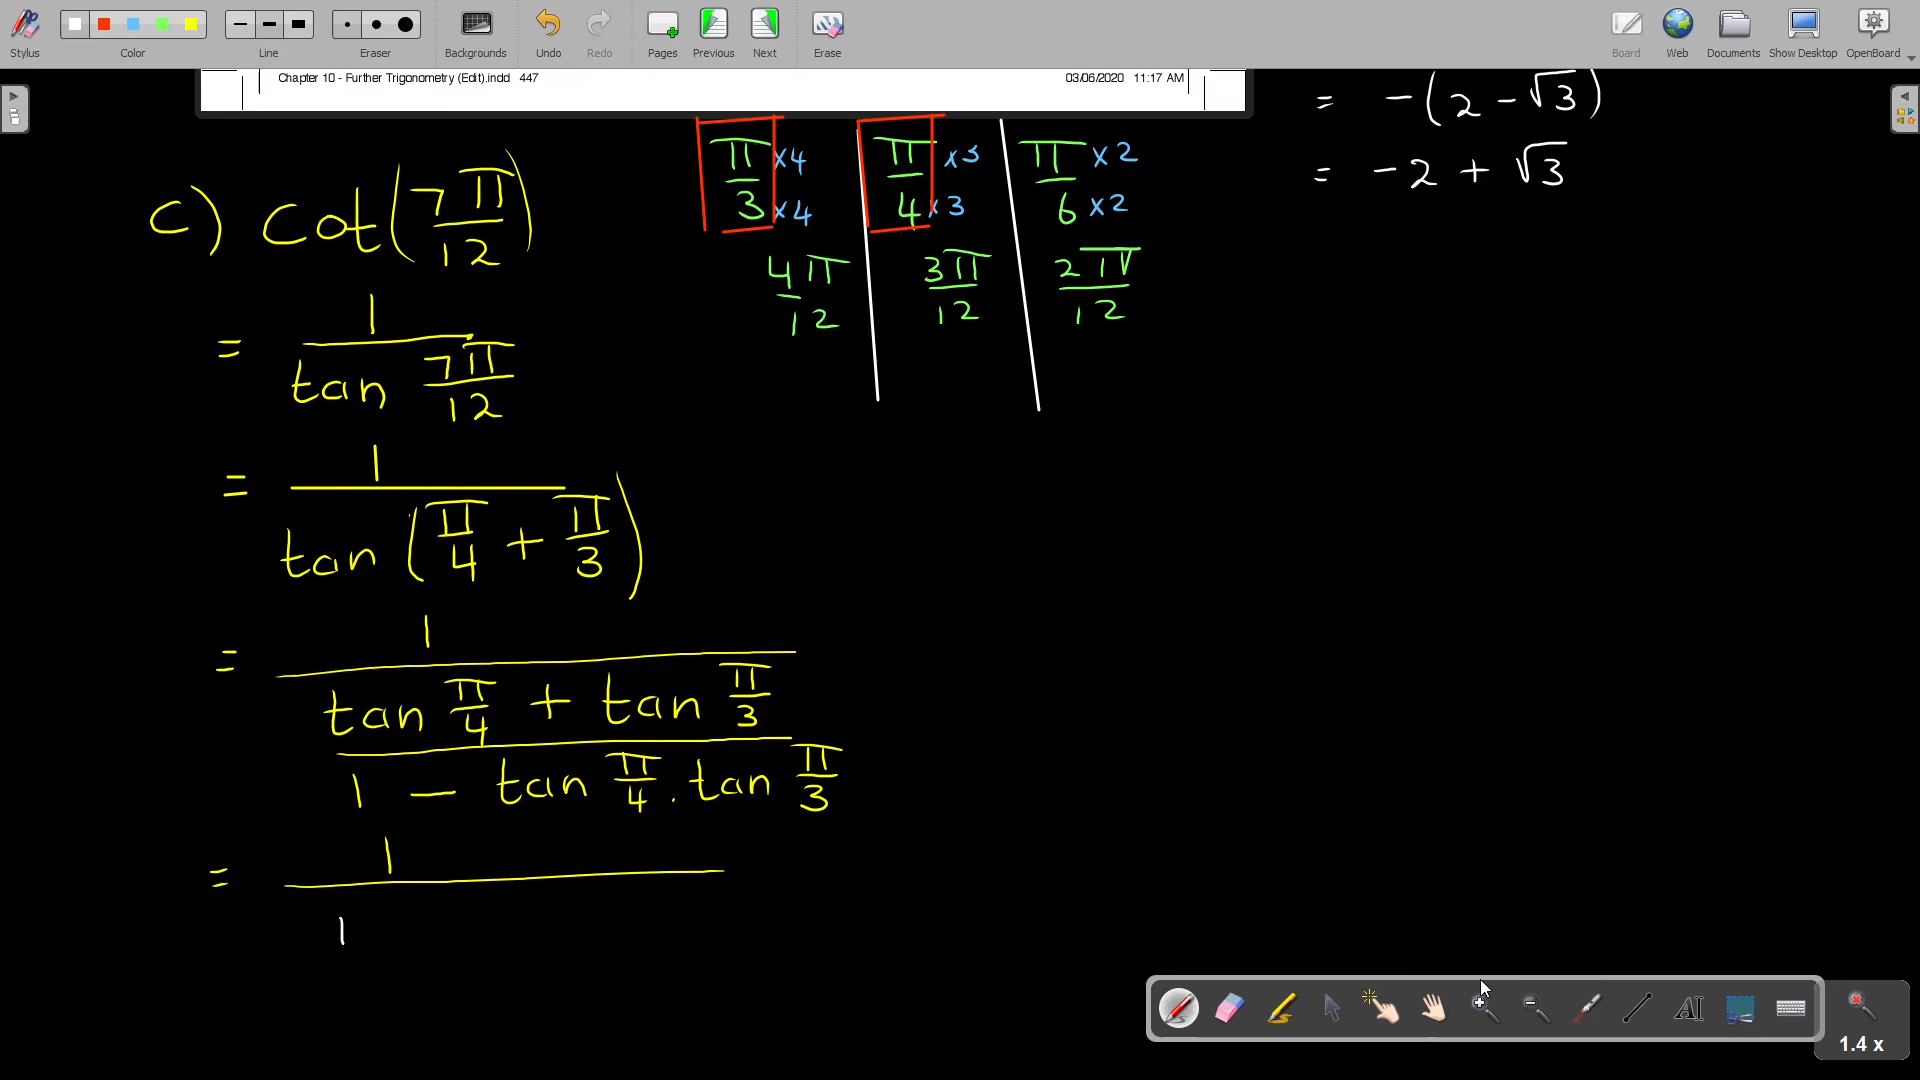 Stylus Color Line Eraser Backgrounds Undo Redo Pages Previous Next Erase Board Web Documents Show Desktop OpenBoard
Chapter 10 - Further Trigonometry (Edit).indd 447 03/06/2020 11:17 AM
= -(2 - √3)
= -2 + √3
π/3 ×4/×4 | π/4 ×3/×3 | π/6 ×2/×2
4π/12 | 3π/12 | 2π/12
c) cot(7π/12)
= 1/(tan 7π/12)
= 1/(tan (π/4 + π/3))
= 1/((tan π/4 + tan π/3)/(1 - tan π/4 . tan π/3))
= 1/
1
1.4 x